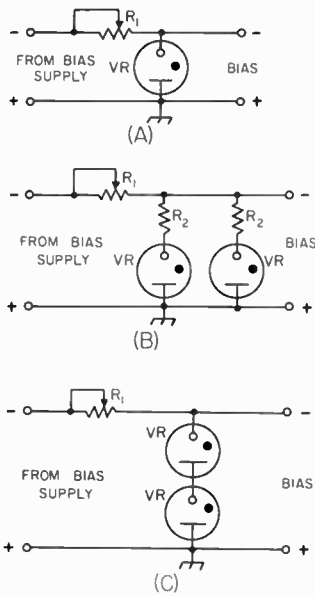 - R1 -
FROM BIAS SUPPLY VR BIAS
+ +
(A)
- R1 -
R2 R2
FROM BIAS SUPPLY VR VR BIAS
+ +
(B)
- R1 -
VR
FROM BIAS SUPPLY VR BIAS
+ +
(C)